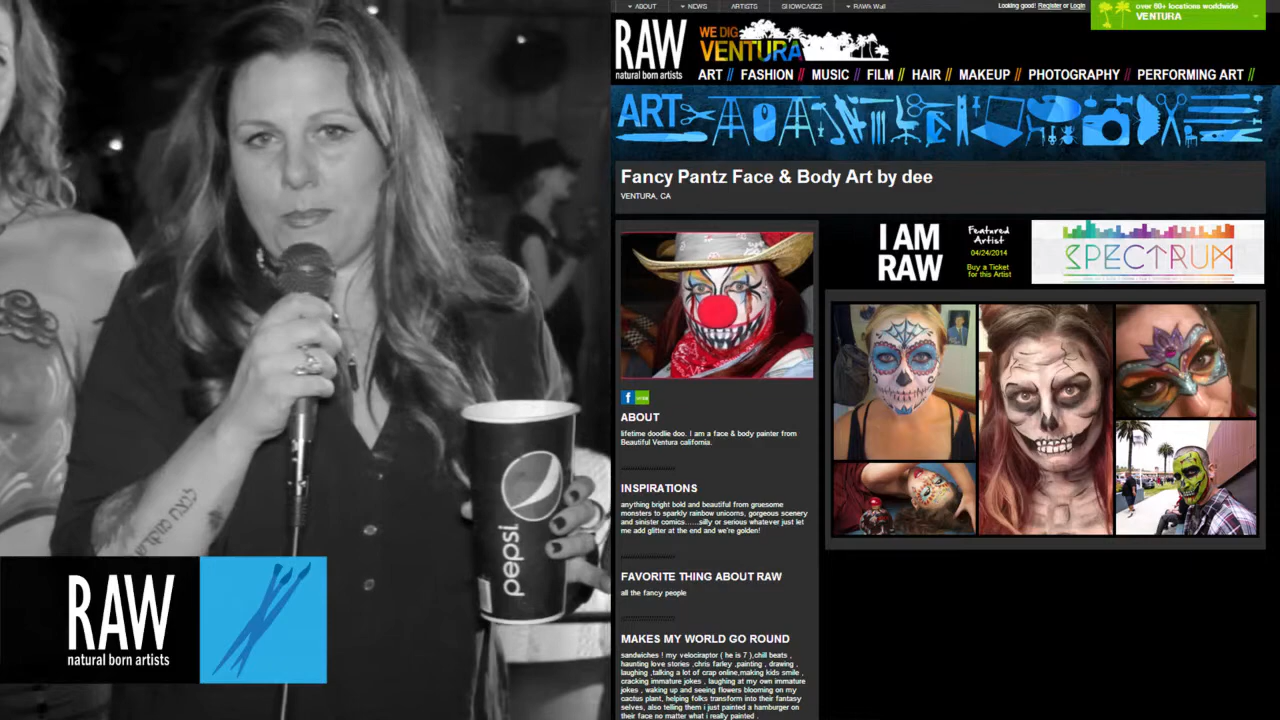 ABOUT
NEWS
ARTISTS
SHOWCASES
RAWk Wall
Looking good! Register or Login
over 60+ locations worldwide
VENTURA
RAW
natural born artists
WE DIG
VENTURA
ART // FASHION // MUSIC // FILM // HAIR // MAKEUP // PHOTOGRAPHY // PERFORMING ART //
ART
Fancy Pantz Face & Body Art by dee
VENTURA, CA
I AM
RAW
Featured
Artist
04/24/2014
Buy a Ticket
for this Artist
SPECTRUM
ABOUT
lifetime doodlie doo. I am a face & body painter from
Beautiful Ventura california.
INSPIRATIONS
anything bright bold and beautiful from gruesome
monsters to sparkly rainbow unicorns, gorgeous scenery
and sinister comics......silly or serious whatever just let
me add glitter at the end and we're golden!
FAVORITE THING ABOUT RAW
all the fancy people
MAKES MY WORLD GO ROUND
sandwiches ! my velociraptor ( he is 7 ),chill beats ,
haunting love stories ,chris farley ,painting , drawing ,
laughing ,talking a lot of crap online,making kids smile ,
cracking immature jokes , laughing at my own immature
jokes , waking up and seeing flowers blooming on my
cactus plant, helping folks transform into their fantasy
selves, also telling them i just painted a hamburger on
their face no matter what i really painted .
pepsi
RAW
natural born artists